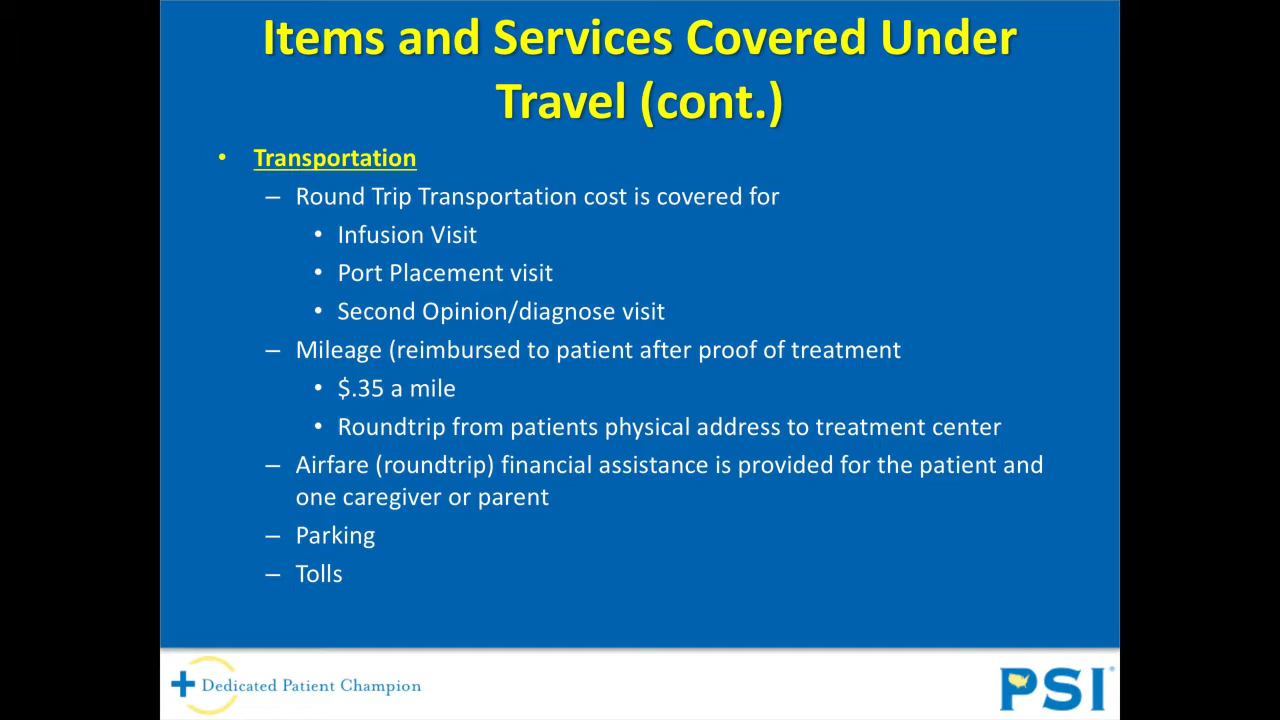 Items and Services Covered Under
Travel (cont.)
• Transportation
– Round Trip Transportation cost is covered for
• Infusion Visit
• Port Placement visit
• Second Opinion/diagnose visit
– Mileage (reimbursed to patient after proof of treatment
• $.35 a mile
• Roundtrip from patients physical address to treatment center
– Airfare (roundtrip) financial assistance is provided for the patient and
one caregiver or parent
– Parking
– Tolls
Dedicated Patient Champion
PSI®